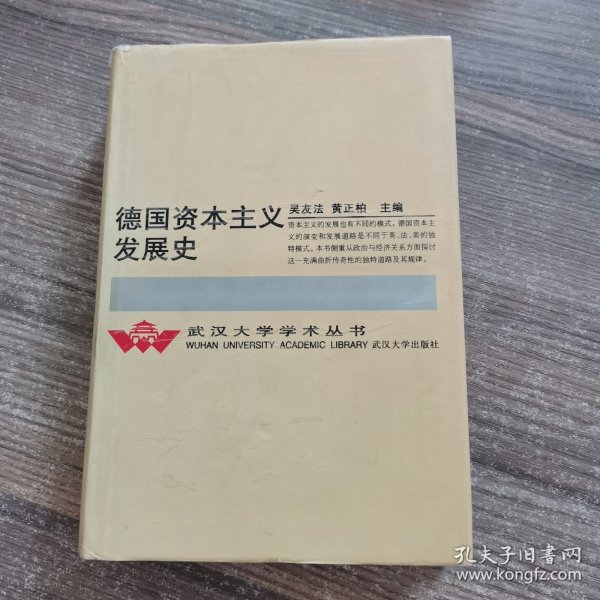 德国资本主义
发展史
吴友法 黄正柏 主编
资本主义的发展也有不同的模式。德国资本主
义的演变和发展道路是不同于英、法、美的独
特模式。本书侧重从政治与经济关系方面探讨
这一充满曲折传奇性的独特道路及其规律。
武汉大学学术丛书
WUHAN UNIVERSITY ACADEMIC LIBRARY 武汉大学出版社
孔夫子旧书网
www.kongfz.com